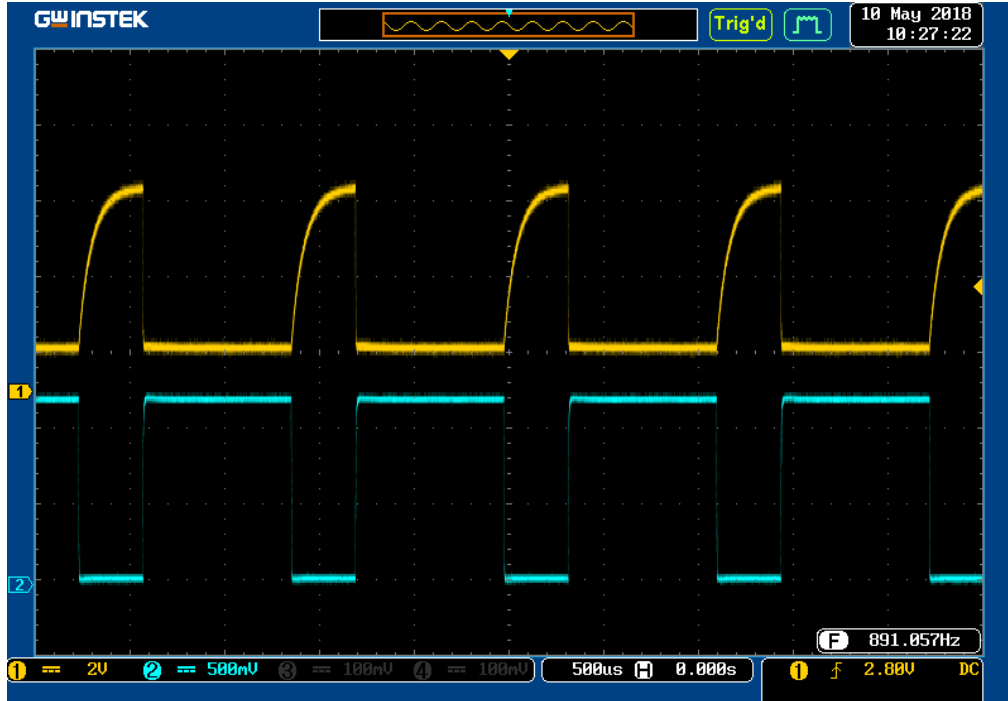 GWINSTEK
Trig'd
10 May 2018
10:27:22
1
2
F 891.057Hz
1 2V 2 500mV 3 100mV 4 100mV 500us H 0.000s 1 2.80V DC